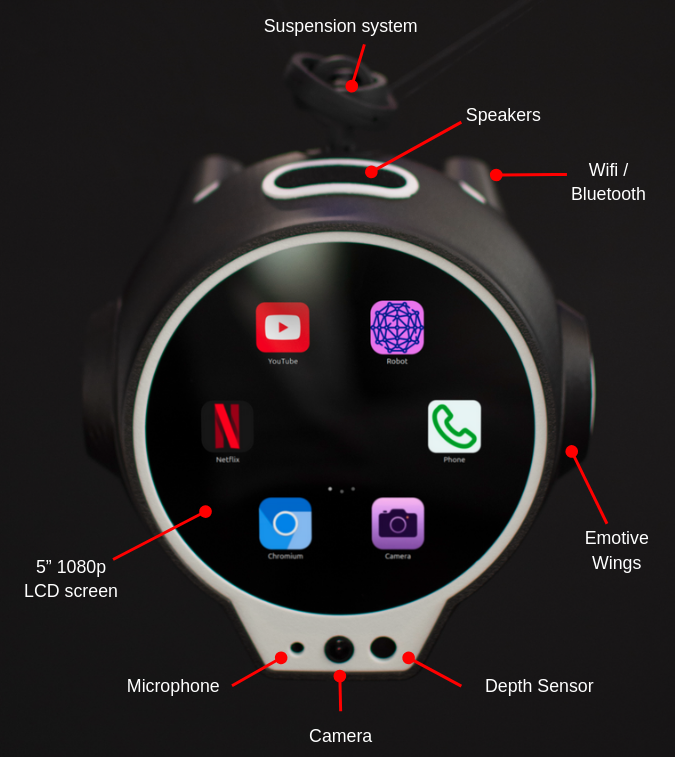 Suspension system
Speakers
Wifi /
Bluetooth
YouTube
Robot
Netflix
Phone
Chromium
Camera
Emotive
Wings
5” 1080p
LCD screen
Microphone
Depth Sensor
Camera